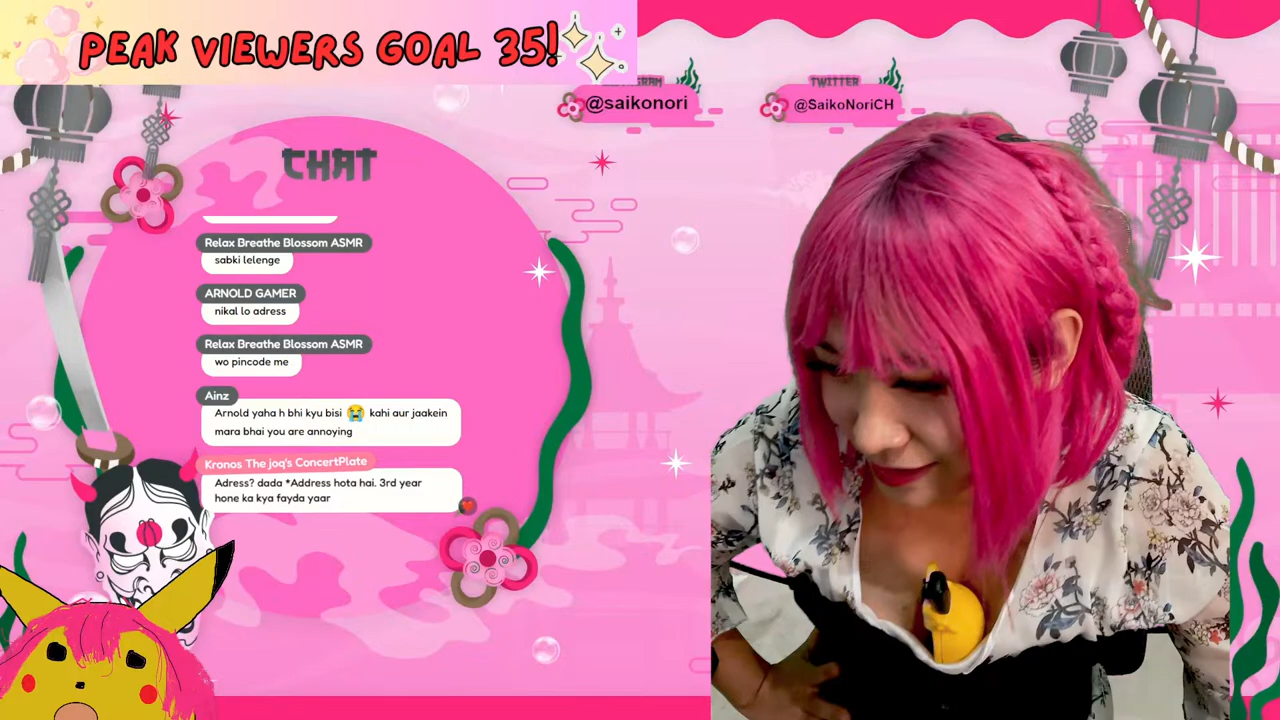 PEAK VIEWERS GOAL 35!
@saikonori
TWITTER
@SaikoNoriCH
CHAT
Relax Breathe Blossom ASMR
sabki lelenge
ARNOLD GAMER
nikal lo adress
Relax Breathe Blossom ASMR
wo pincode me
Ainz
Arnold yaha h bhi kyu bisi 😭 kahi aur jaakein
mara bhai you are annoying
Kronos The joq's ConcertPlate
Adress? dada *Address hota hai. 3rd year
hone ka kya fayda yaar